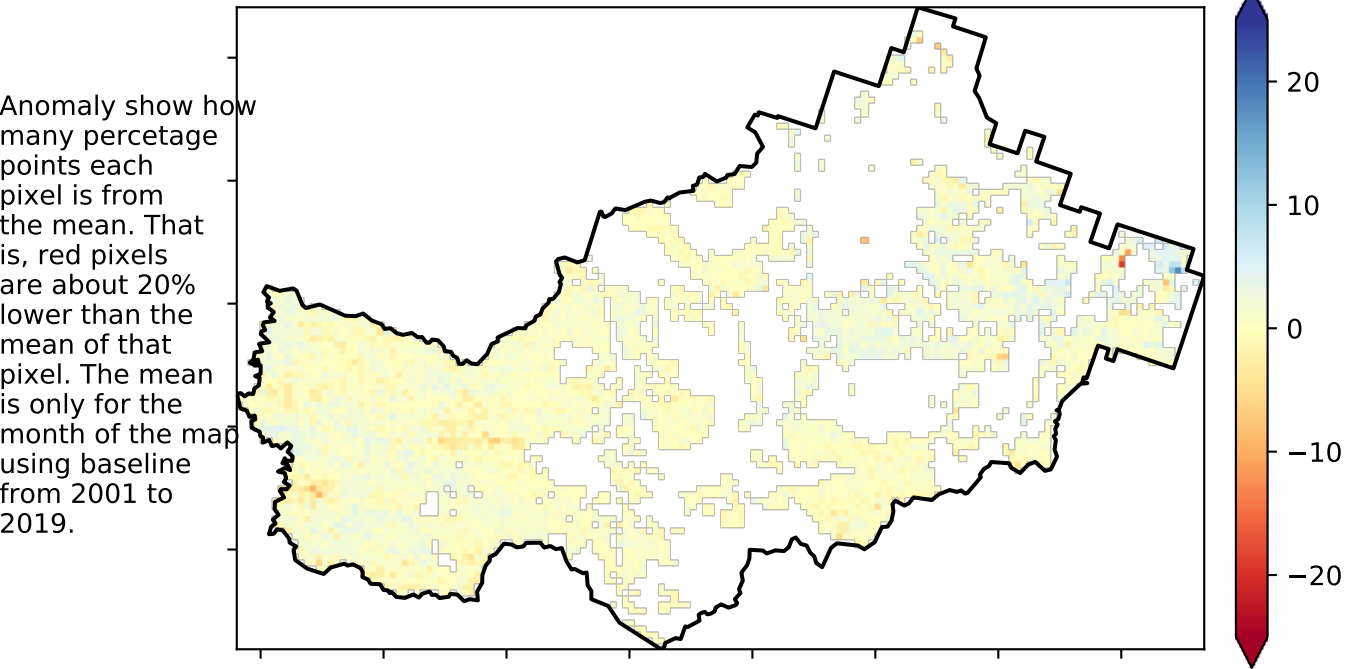 Anomaly show how
many percetage
points each
pixel is from
the mean. That
is, red pixels
are about 20%
lower than the
mean of that
pixel. The mean
is only for the
month of the map
using baseline
from 2001 to
2019.
20
10
0
−10
−20